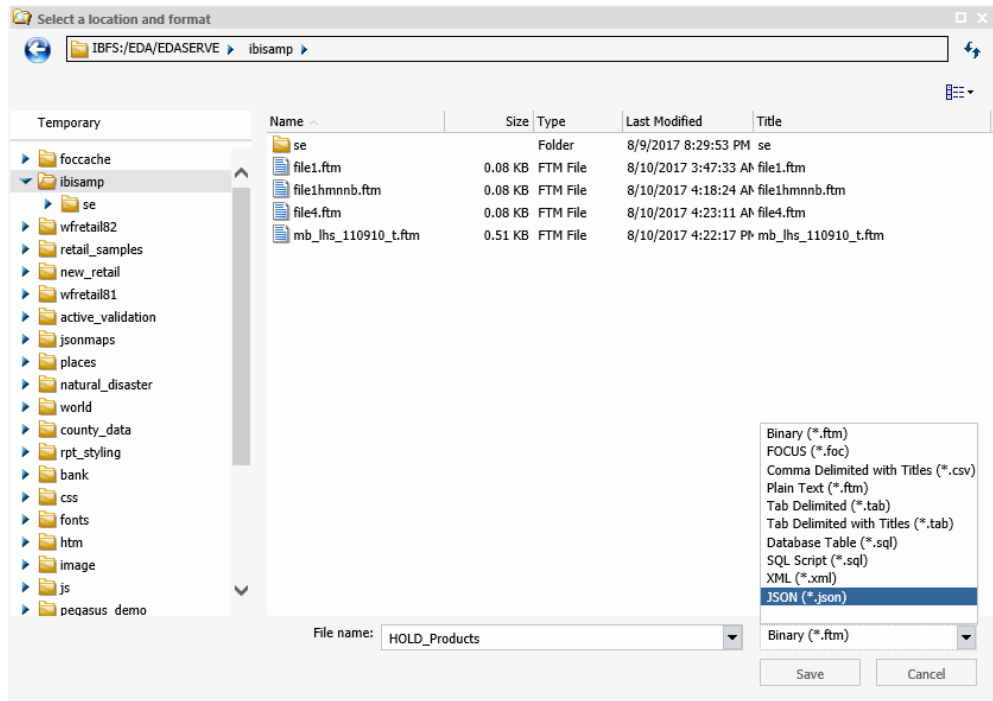 Select a location and format
IBFS:/EDA/EDASERVE ibisamp
Temporary
foccache
ibisamp
se
wfretail82
retail_samples
new_retail
wfretail81
active_validation
jsonmaps
places
natural_disaster
world
county_data
rpt_styling
bank
css
fonts
htm
image
js
pegasus_demo
Name Size Type Last Modified Title
se Folder 8/9/2017 8:29:53 PM se
file1.ftm 0.08 KB FTM File 8/10/2017 3:47:33 AM file1.ftm
file1hmnnb.ftm 0.08 KB FTM File 8/10/2017 4:18:24 AM file1hmnnb.ftm
file4.ftm 0.08 KB FTM File 8/10/2017 4:23:11 AM file4.ftm
mb_lhs_110910_t.ftm 0.51 KB FTM File 8/10/2017 4:22:17 PM mb_lhs_110910_t.ftm
Binary (*.ftm)
FOCUS (*.foc)
Comma Delimited with Titles (*.csv)
Plain Text (*.ftm)
Tab Delimited (*.tab)
Tab Delimited with Titles (*.tab)
Database Table (*.sql)
SQL Script (*.sql)
XML (*.xml)
JSON (*.json)
File name: HOLD_Products Binary (*.ftm)
Save Cancel